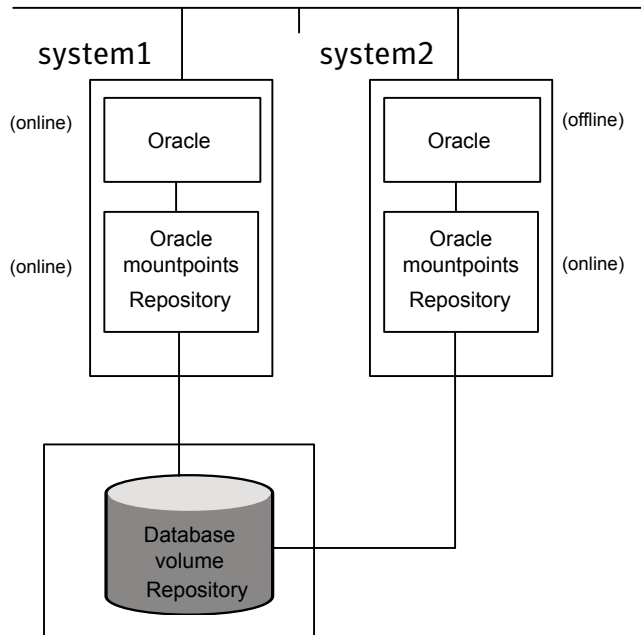 system1
system2
(online)
Oracle
Oracle
(offline)
(online)
Oracle
mountpoints
Repository
Oracle
mountpoints
Repository
(online)
Database
volume
Repository